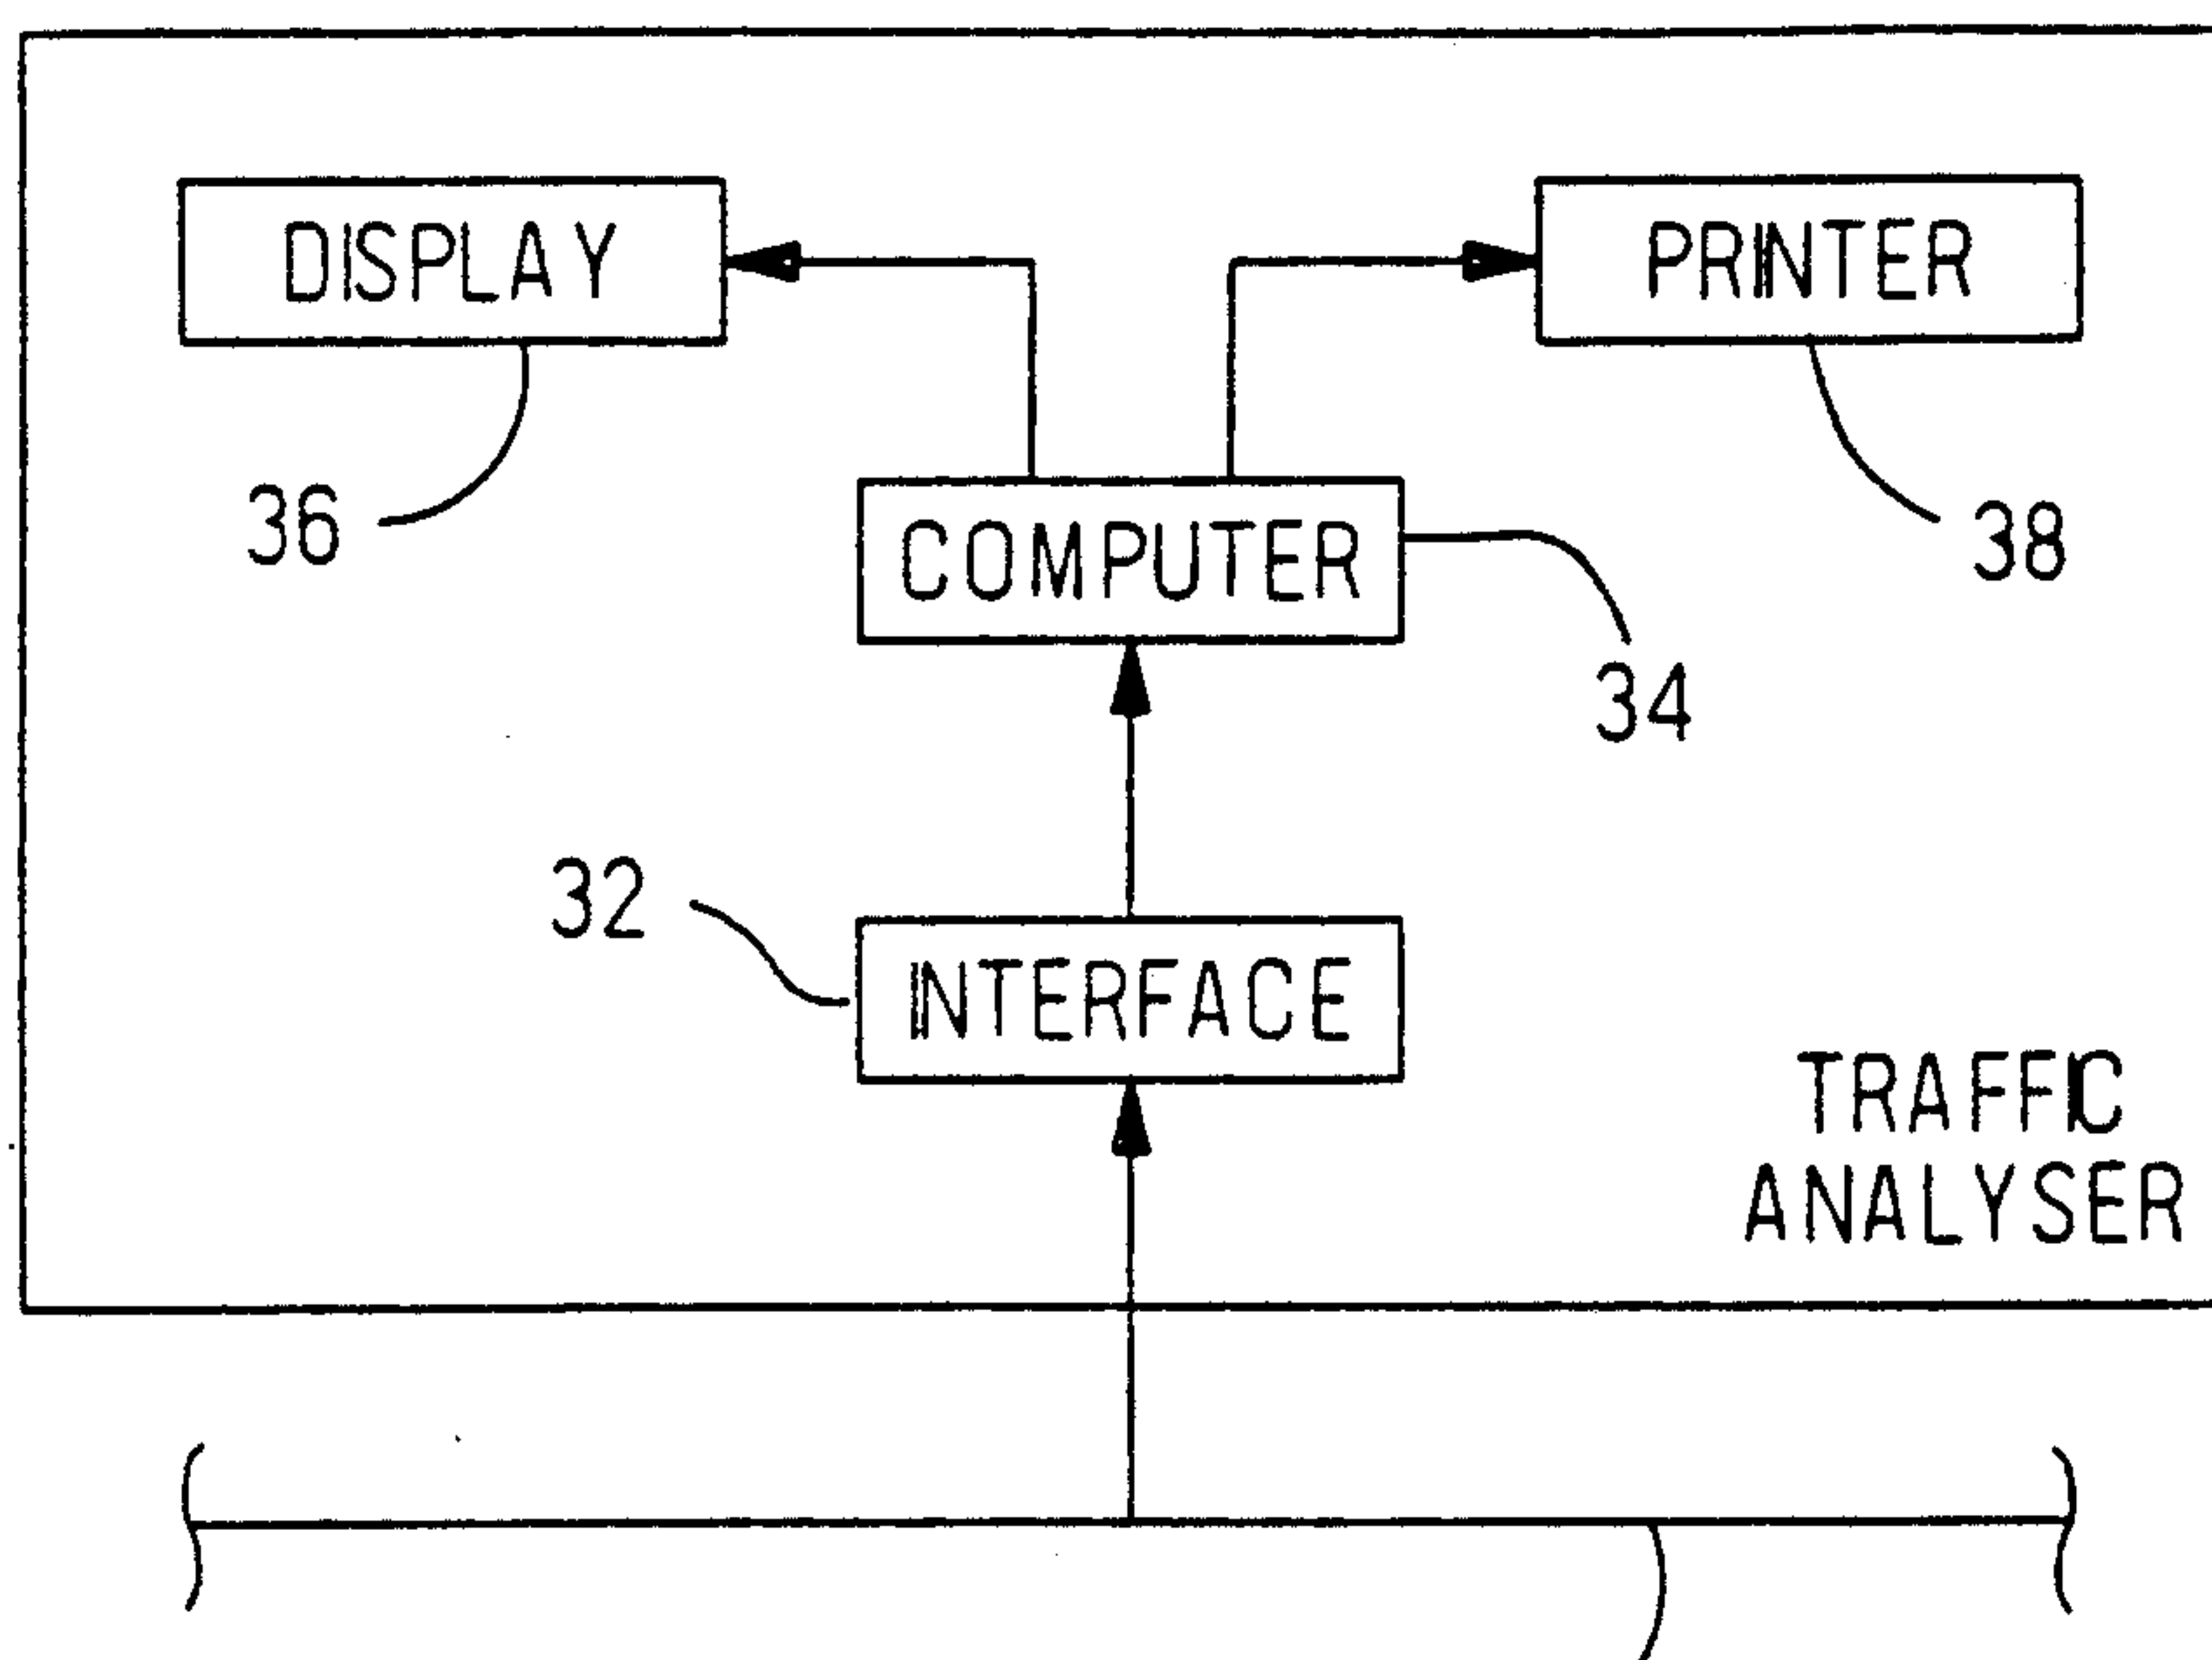 DISPLAY
PRINTER
36
COMPUTER
38
34
32
INTERFACE
TRAFFIC
ANALYSER